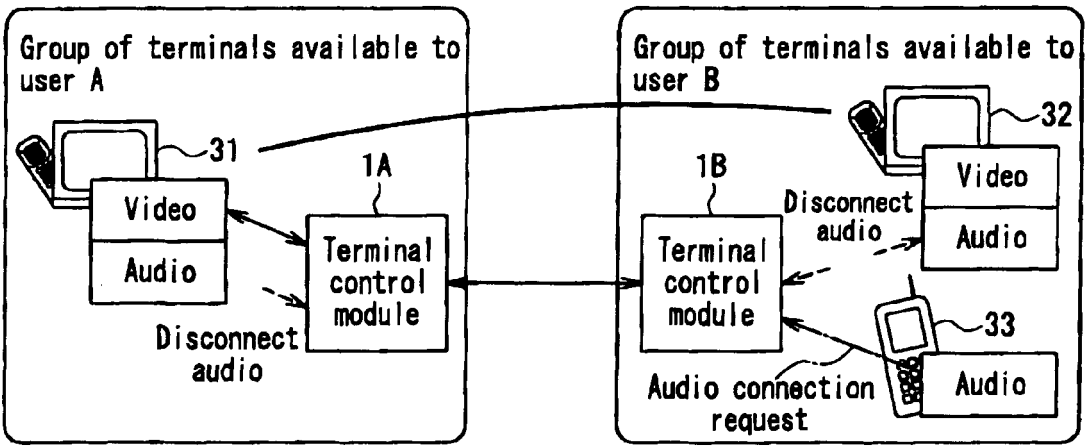 Group of terminals available to
user A
31
1A
Video
Audio
Terminal
control
module
Disconnect
audio
Group of terminals available to
user B
32
1B
Video
Audio
Disconnect
audio
Terminal
control
module
33
Audio
Audio connection
request